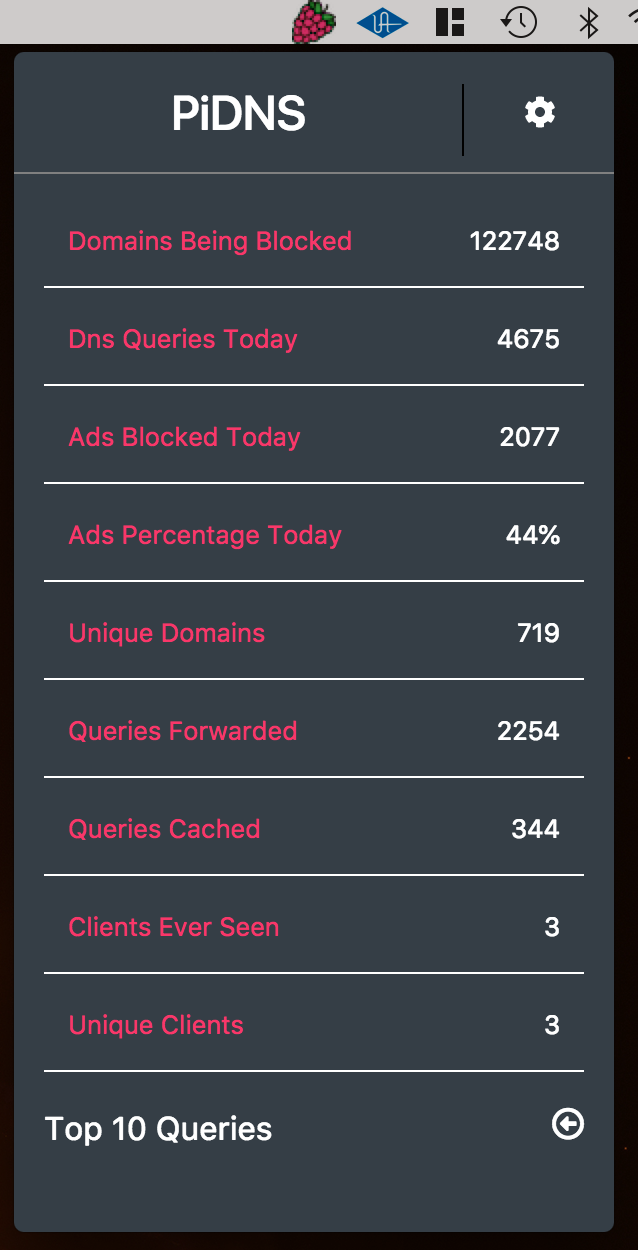 PiDNS
Domains Being Blocked 122748
Dns Queries Today 4675
Ads Blocked Today 2077
Ads Percentage Today 44%
Unique Domains 719
Queries Forwarded 2254
Queries Cached 344
Clients Ever Seen 3
Unique Clients 3
Top 10 Queries